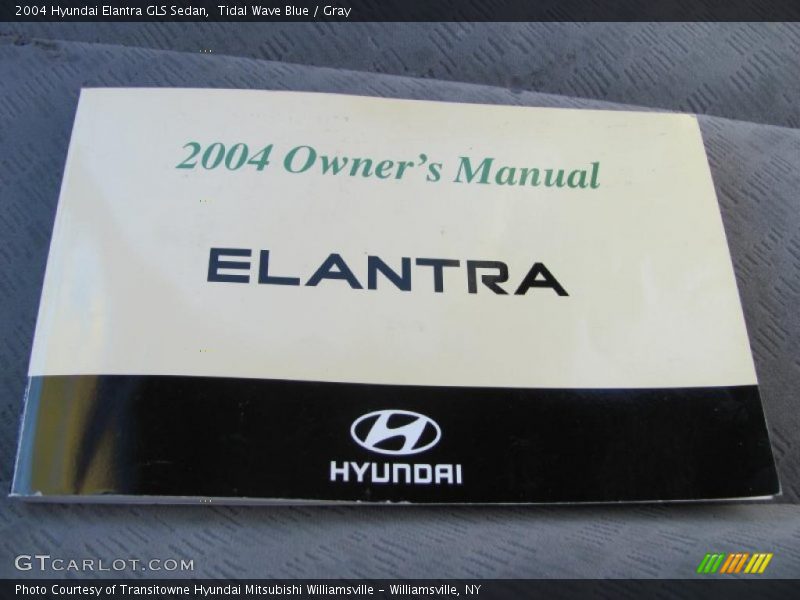 2004 Hyundai Elantra GLS Sedan,  Tidal Wave Blue / Gray
2004 Owner's Manual
ELANTRA
HYUNDAI
GTCARLOT.COM
Photo Courtesy of Transitowne Hyundai Mitsubishi Williamsville - Williamsville, NY